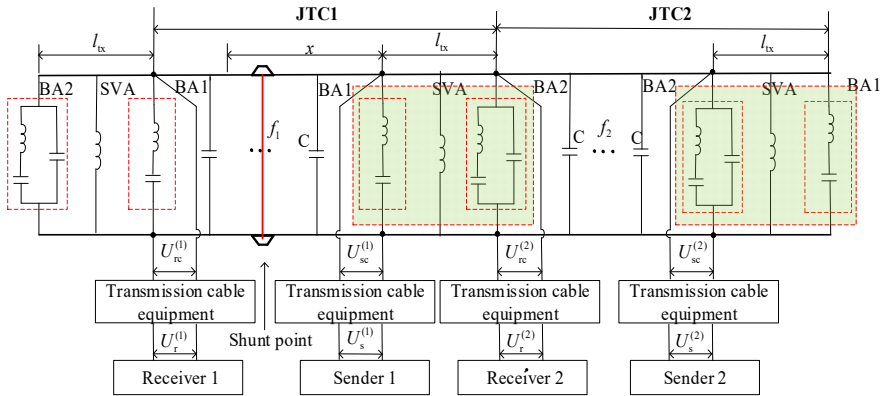 JTC1 JTC2
l_tx x l_tx l_tx
BA2 SVA BA1 BA1 SVA BA2 SVA BA1
f_1 C C f_2 C
... ...
U_rc^(1) U_sc^(1) U_rc^(2) U_sc^(2)
Transmission cable equipment Transmission cable equipment Transmission cable equipment Transmission cable equipment
U_r^(1) Shunt point U_s^(1) U_r^(2) U_s^(2)
Receiver 1 Sender 1 Receiver 2 Sender 2